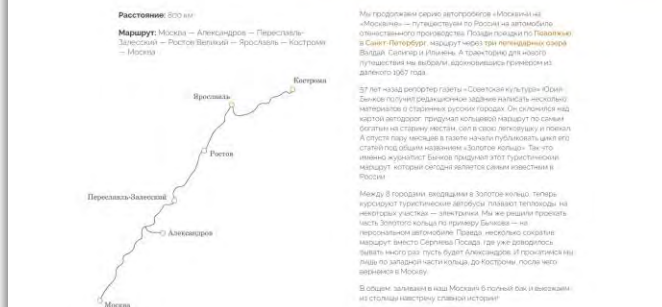 Расстояние: 800 км
Маршрут: Москва — Александров — Переславль-
Залесский — Ростов Великий — Ярославль — Кострома
— Москва
Кострома
Ярославль
Ростов
Переславль-Залесский
Александров
Москва
Мы продолжаем серию автопробегов «Москвичи на
«Москвиче» — путешествуем по России на автомобиле
отечественного производства. Позади поездки по Поволжью,
в Санкт-Петербург, маршрут через три легендарных озера
Валдай, Селигер и Ильмень. А траекторию для нового
путешествия мы выбрали, вдохновившись примером из
далекого 1967 года.
57 лет назад репортер газеты «Советская культура» Юрий
Бычков получил редакционные задание написать несколько
материалов о старинных русских городах. Он склонился над
картой автодорог, придумал кольцевой маршрут по самым
богатым на старину местам, сел в свою легковушку и поехал.
А спустя пару месяцев в газете начали публиковать цикл его
статей под общим названием «Золотое кольцо». Так что
именно журналист Бычков придумал этот туристический
маршрут, который сегодня является самым известным в
России.
Между 8 городами, входящими в Золотое кольцо, теперь
курсируют туристические автобусы, плавают теплоходы, на
некоторых участках — электрички. Мы же решили проехать
часть Золотого кольца по примеру Бычкова — на
персональном автомобиле. Правда, несколько сократив
маршрут: вместо Сергиева Посада, где уже доводилось
бывать много раз, пусть будет Александров. И прокатимся мы
лишь по западной части кольца, до Костромы, после чего
вернемся в Москву.
В общем, заливаем в наш Москвич 6 полный бак и выезжаем
из столицы навстречу славной истории!